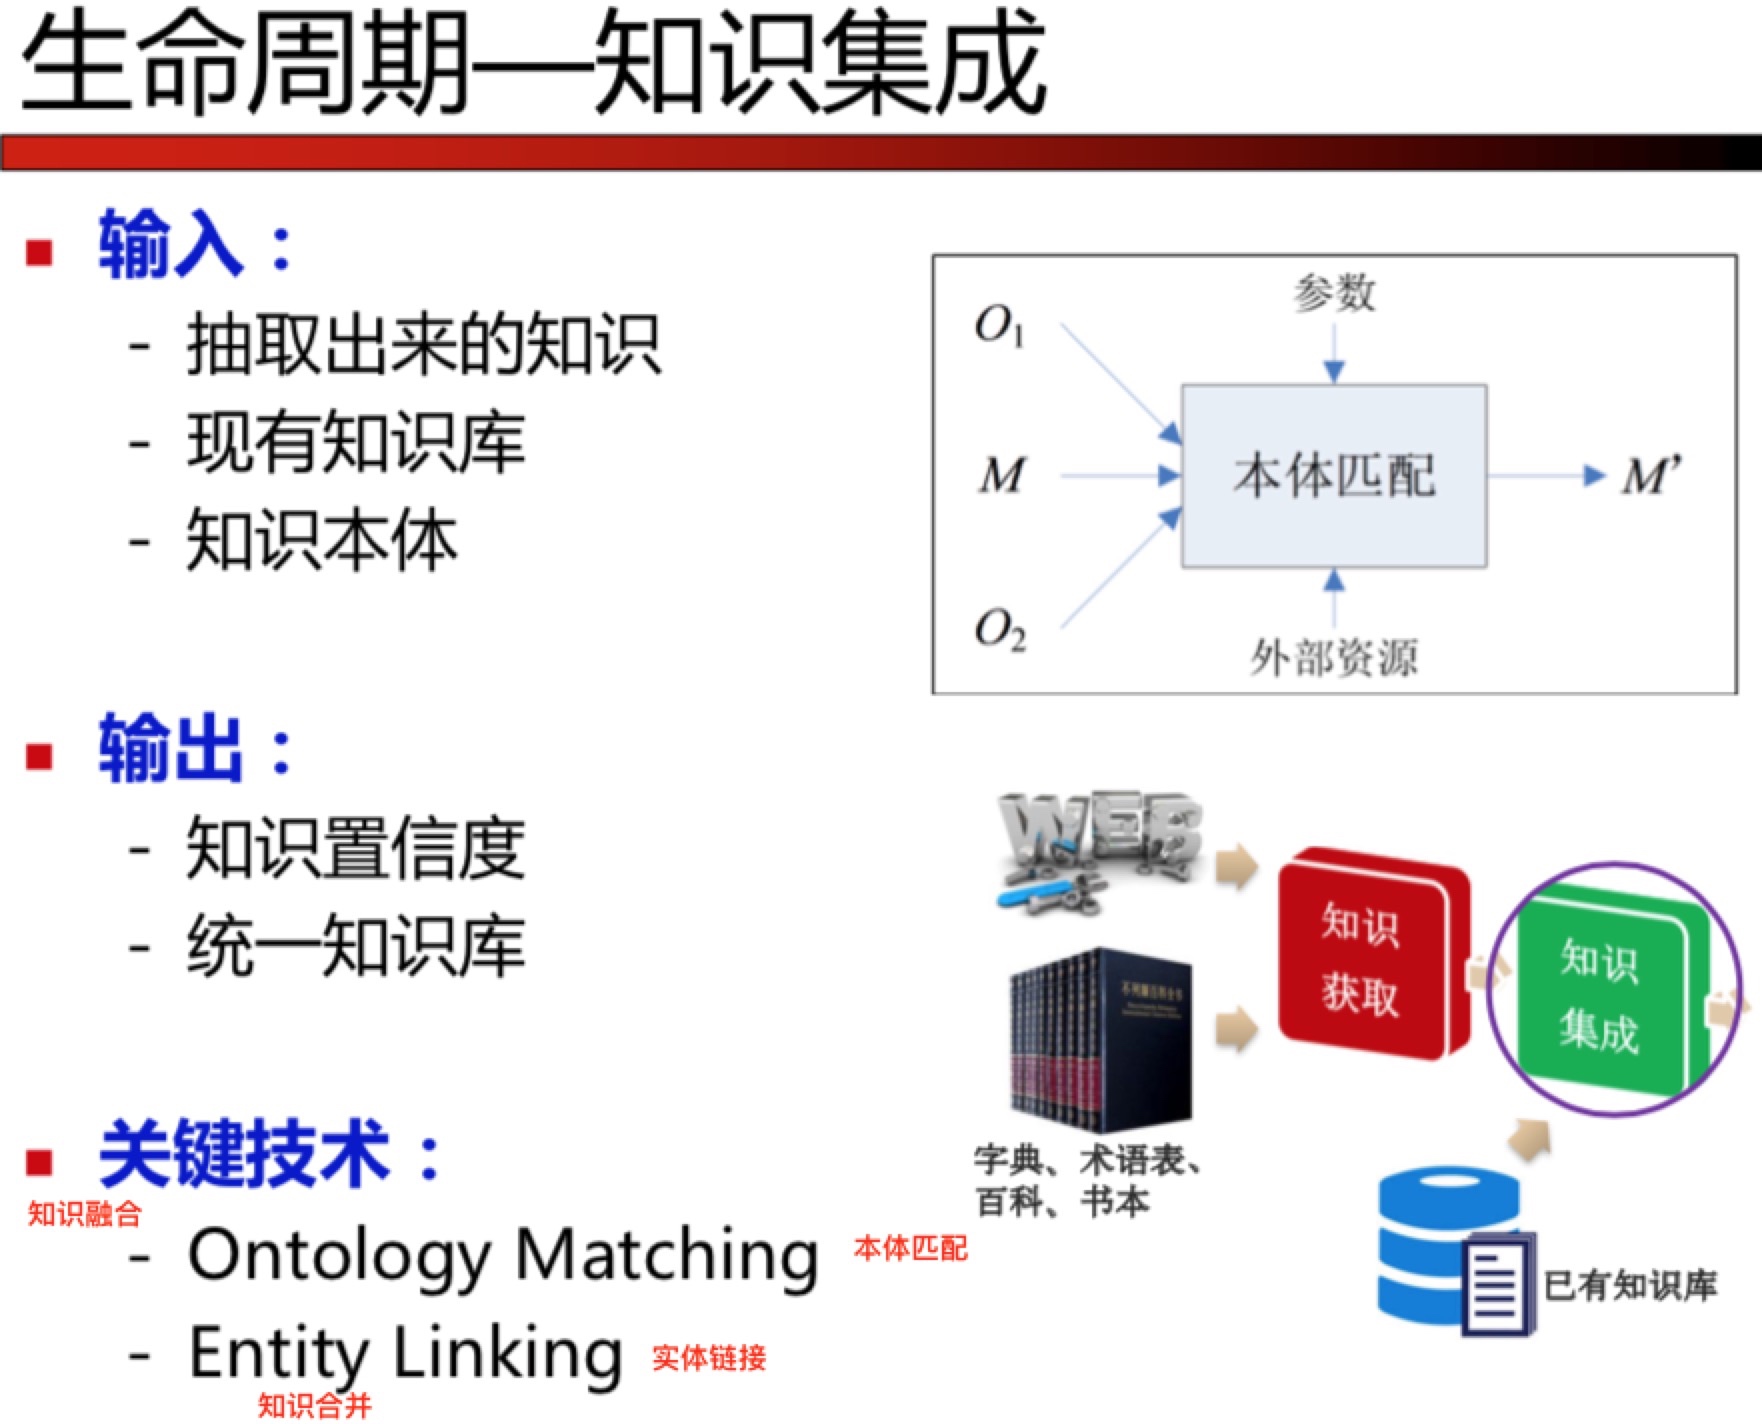 生命周期—知识集成
输入：
- 抽取出来的知识
- 现有知识库
- 知识本体
输出：
- 知识置信度
- 统一知识库
关键技术：
知识融合
- Ontology Matching 本体匹配
- Entity Linking 实体链接
知识合并
参数
O1
M
本体匹配
M’
O2
外部资源
WEB
知识
获取
知识
集成
字典、术语表、
百科、书本
已有知识库